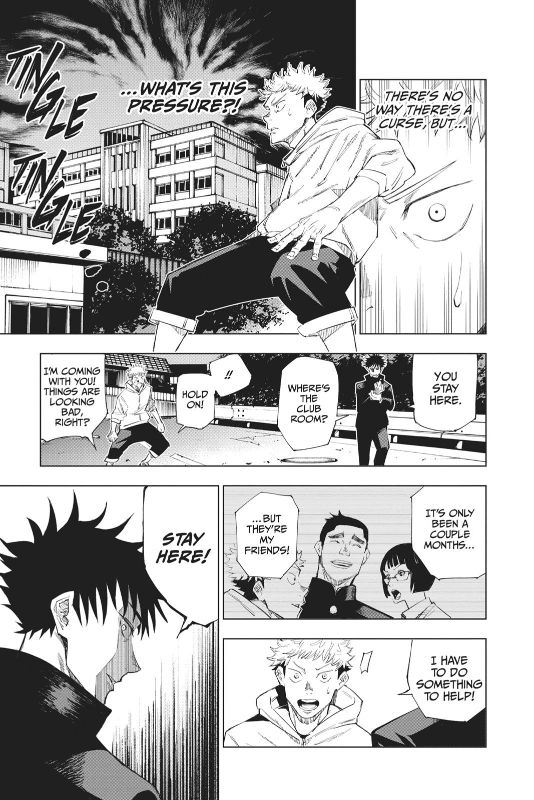 THERE'S NO
WAY THERE'S A
CURSE, BUT...
...WHAT'S THIS
PRESSURE?!
TINGLE
TINGLE
YOU
STAY
HERE.
WHERE'S
THE
CLUB
ROOM?
!!
HOLD
ON!
I'M COMING
WITH YOU!
THINGS ARE
LOOKING
BAD,
RIGHT?
IT'S ONLY
BEEN A
COUPLE
MONTHS...
...BUT
THEY'RE
MY
FRIENDS!
I HAVE
TO DO
SOMETHING
TO HELP!
STAY
HERE!